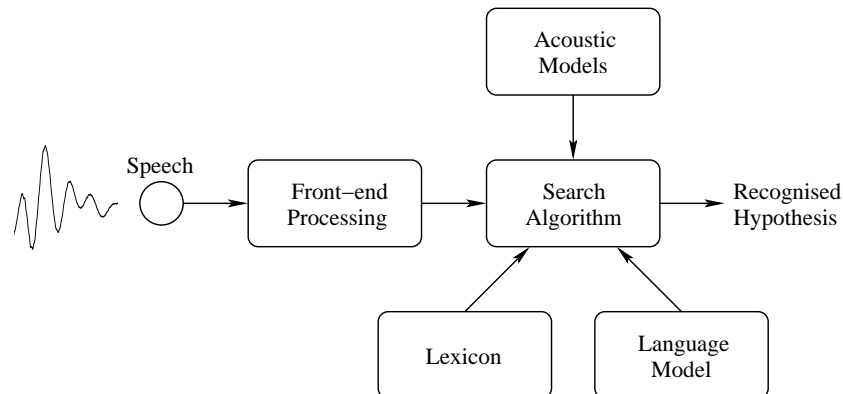 Acoustic
Models
Speech
Front−end
Processing
Search
Algorithm
Recognised
Hypothesis
Lexicon
Language
Model